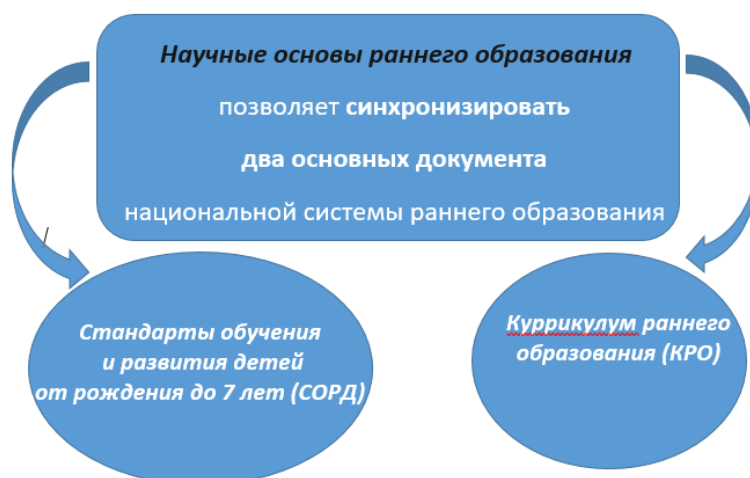 Научные основы раннего образования
позволяет синхронизировать
два основных документа
национальной системы раннего образования
Стандарты обучения
и развития детей
от рождения до 7 лет (СОРД)
Куррикулум раннего
образования (КРО)